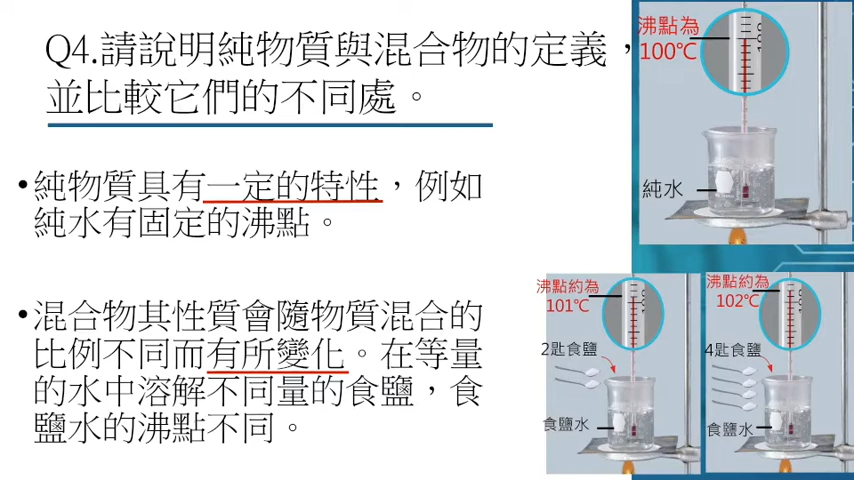 Q4.請說明純物質與混合物的定義，
並比較它們的不同處。
•純物質具有一定的特性，例如
純水有固定的沸點。
•混合物其性質會隨物質混合的
比例不同而有所變化。在等量
的水中溶解不同量的食鹽，食
鹽水的沸點不同。
沸點為
100℃
100
純水
沸點約為
101℃
2匙食鹽
食鹽水
沸點約為
102℃
4匙食鹽
食鹽水